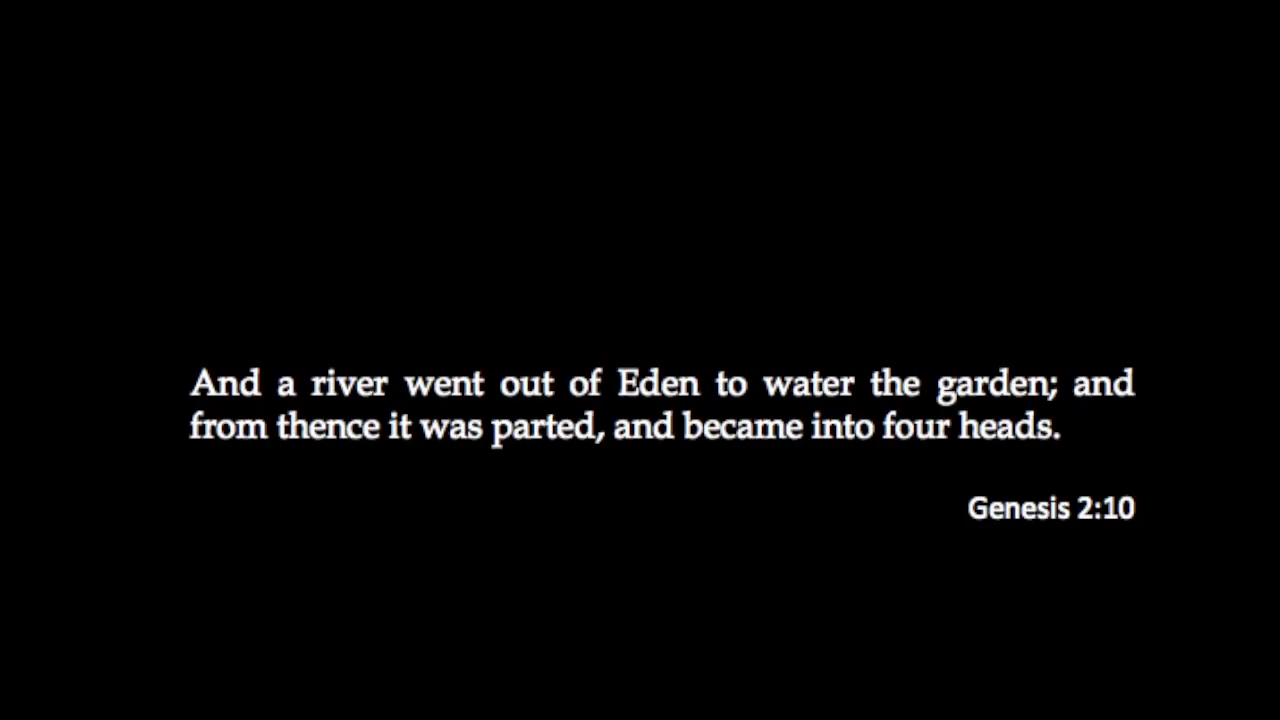 And a river went out of Eden to water the garden; and
from thence it was parted, and became into four heads.
Genesis 2:10